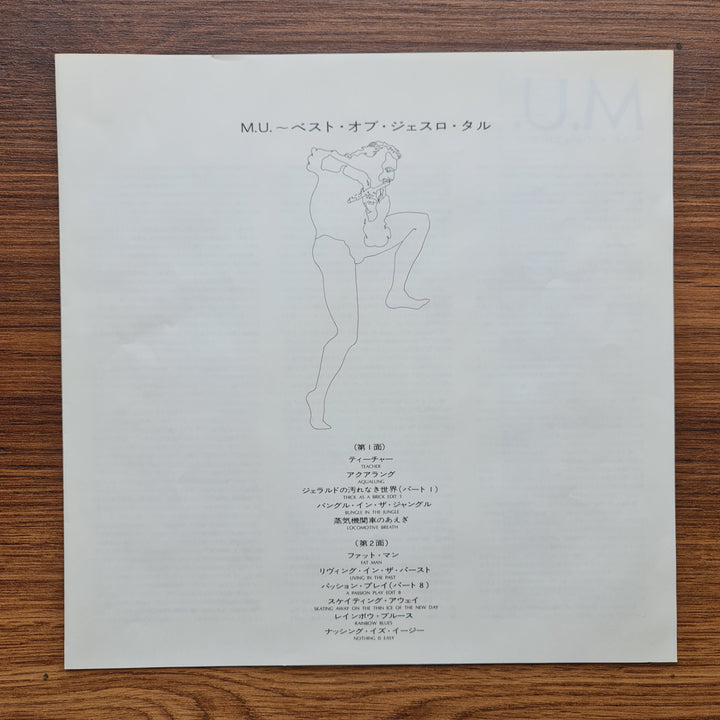 M.U.～ベスト・オブ・ジェスロ・タル
(第1面)
ティーチャー
TEACHER
アクアラング
AQUALUNG
ジェラルドの汚れなき世界(パート1)
THICK AS A BRICK EDIT 1
バングル・イン・ザ・ジャングル
BUNGLE IN THE JUNGLE
蒸気機関車のあえぎ
LOCOMOTIVE BREATH
(第2面)
ファット・マン
FAT MAN
リヴィング・イン・ザ・パースト
LIVING IN THE PAST
パッション・プレイ(パート8)
A PASSION PLAY EDIT 8
スケイティング・アウェイ
SKATING AWAY ON THE THIN ICE OF THE NEW DAY
レインボウ・ブルース
RAINBOW BLUES
ナッシング・イズ・イージー
NOTHING IS EASY